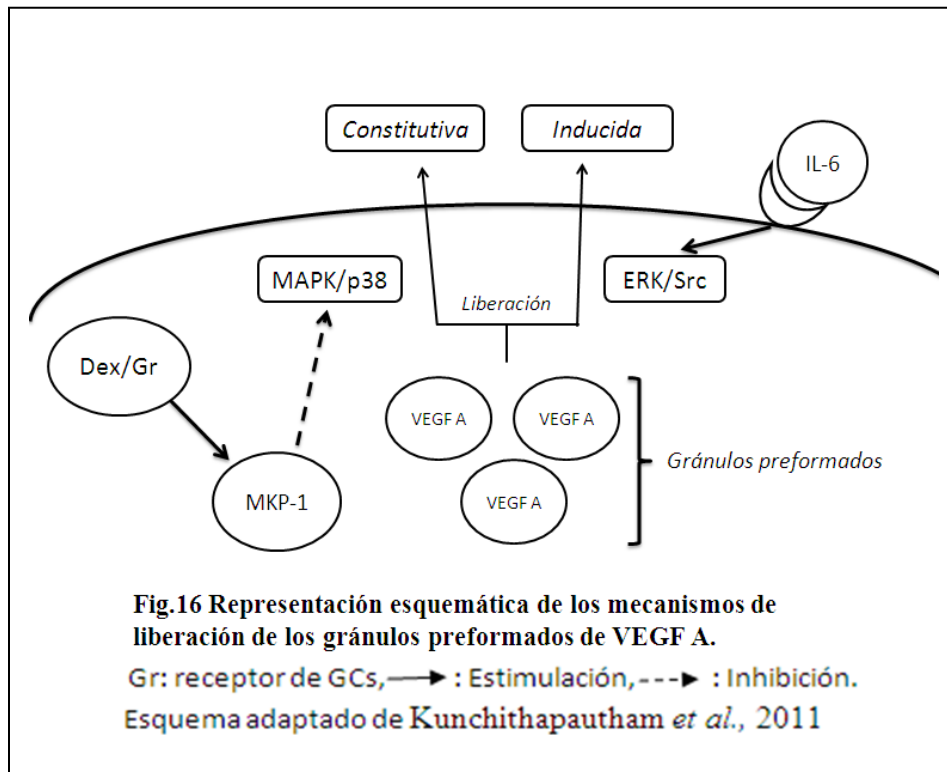 Constitutiva
Inducida
IL-6
MAPK/p38
ERK/Src
Liberación
Dex/Gr
VEGF A
VEGF A
Gránulos preformados
MKP-1
VEGF A
Fig.16 Representación esquemática de los mecanismos de
liberación de los gránulos preformados de VEGF A.
Gr: receptor de GCs, : Estimulación, : Inhibición.
Esquema adaptado de Kunchithapautham et al., 2011